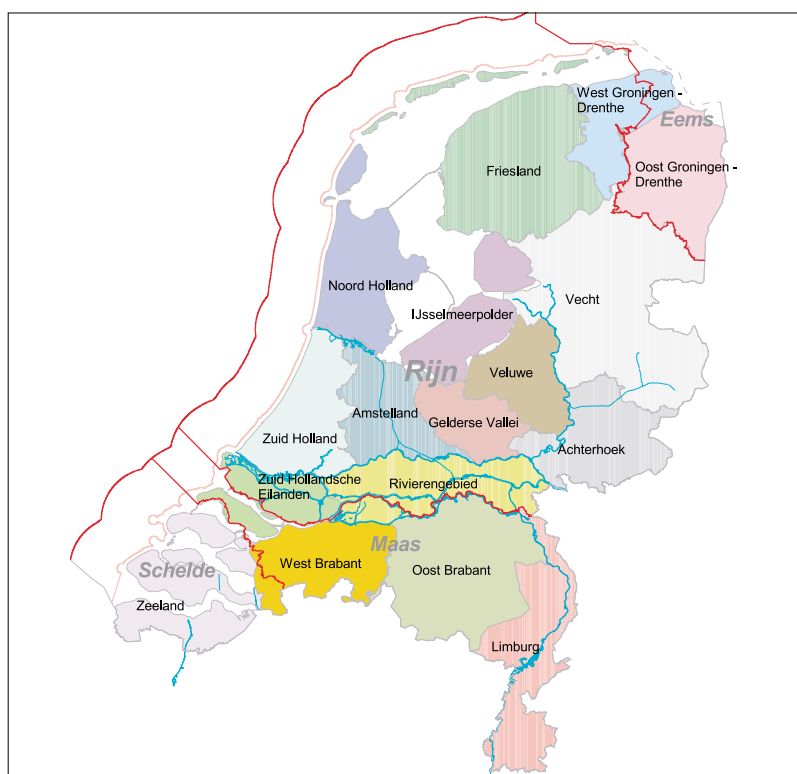 West Groningen -
Drenthe
Eems
Oost Groningen -
Drenthe
Friesland
Noord Holland
IJsselmeerpolder
Vecht
Rijn
Veluwe
Amstelland
Gelderse Vallei
Zuid Holland
Achterhoek
Zuid Hollandsche
Eilanden
Rivierengebied
Maas
West Brabant
Oost Brabant
Schelde
Zeeland
Limburg